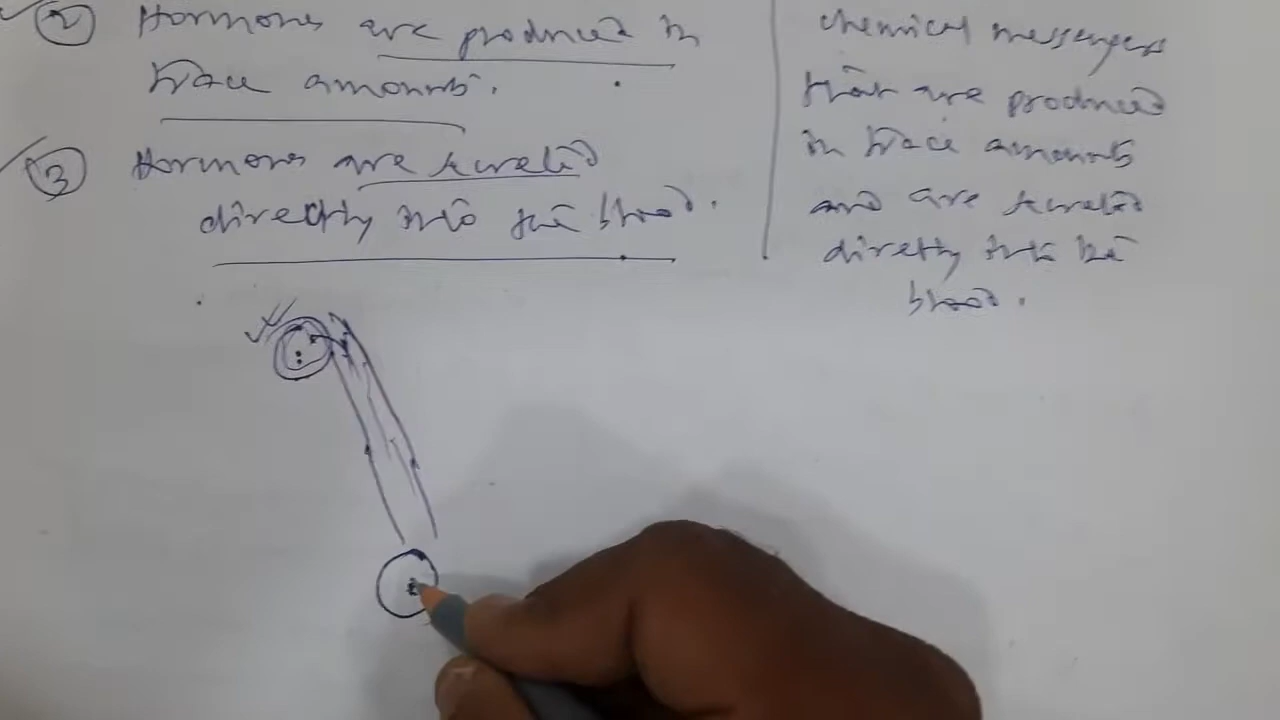 2 Hormones are produced in
trace amounts.
3 Hormones are secreted
directly into the blood.
chemical messengers
that are produced
in trace amounts
and are secreted
directly into the
blood.